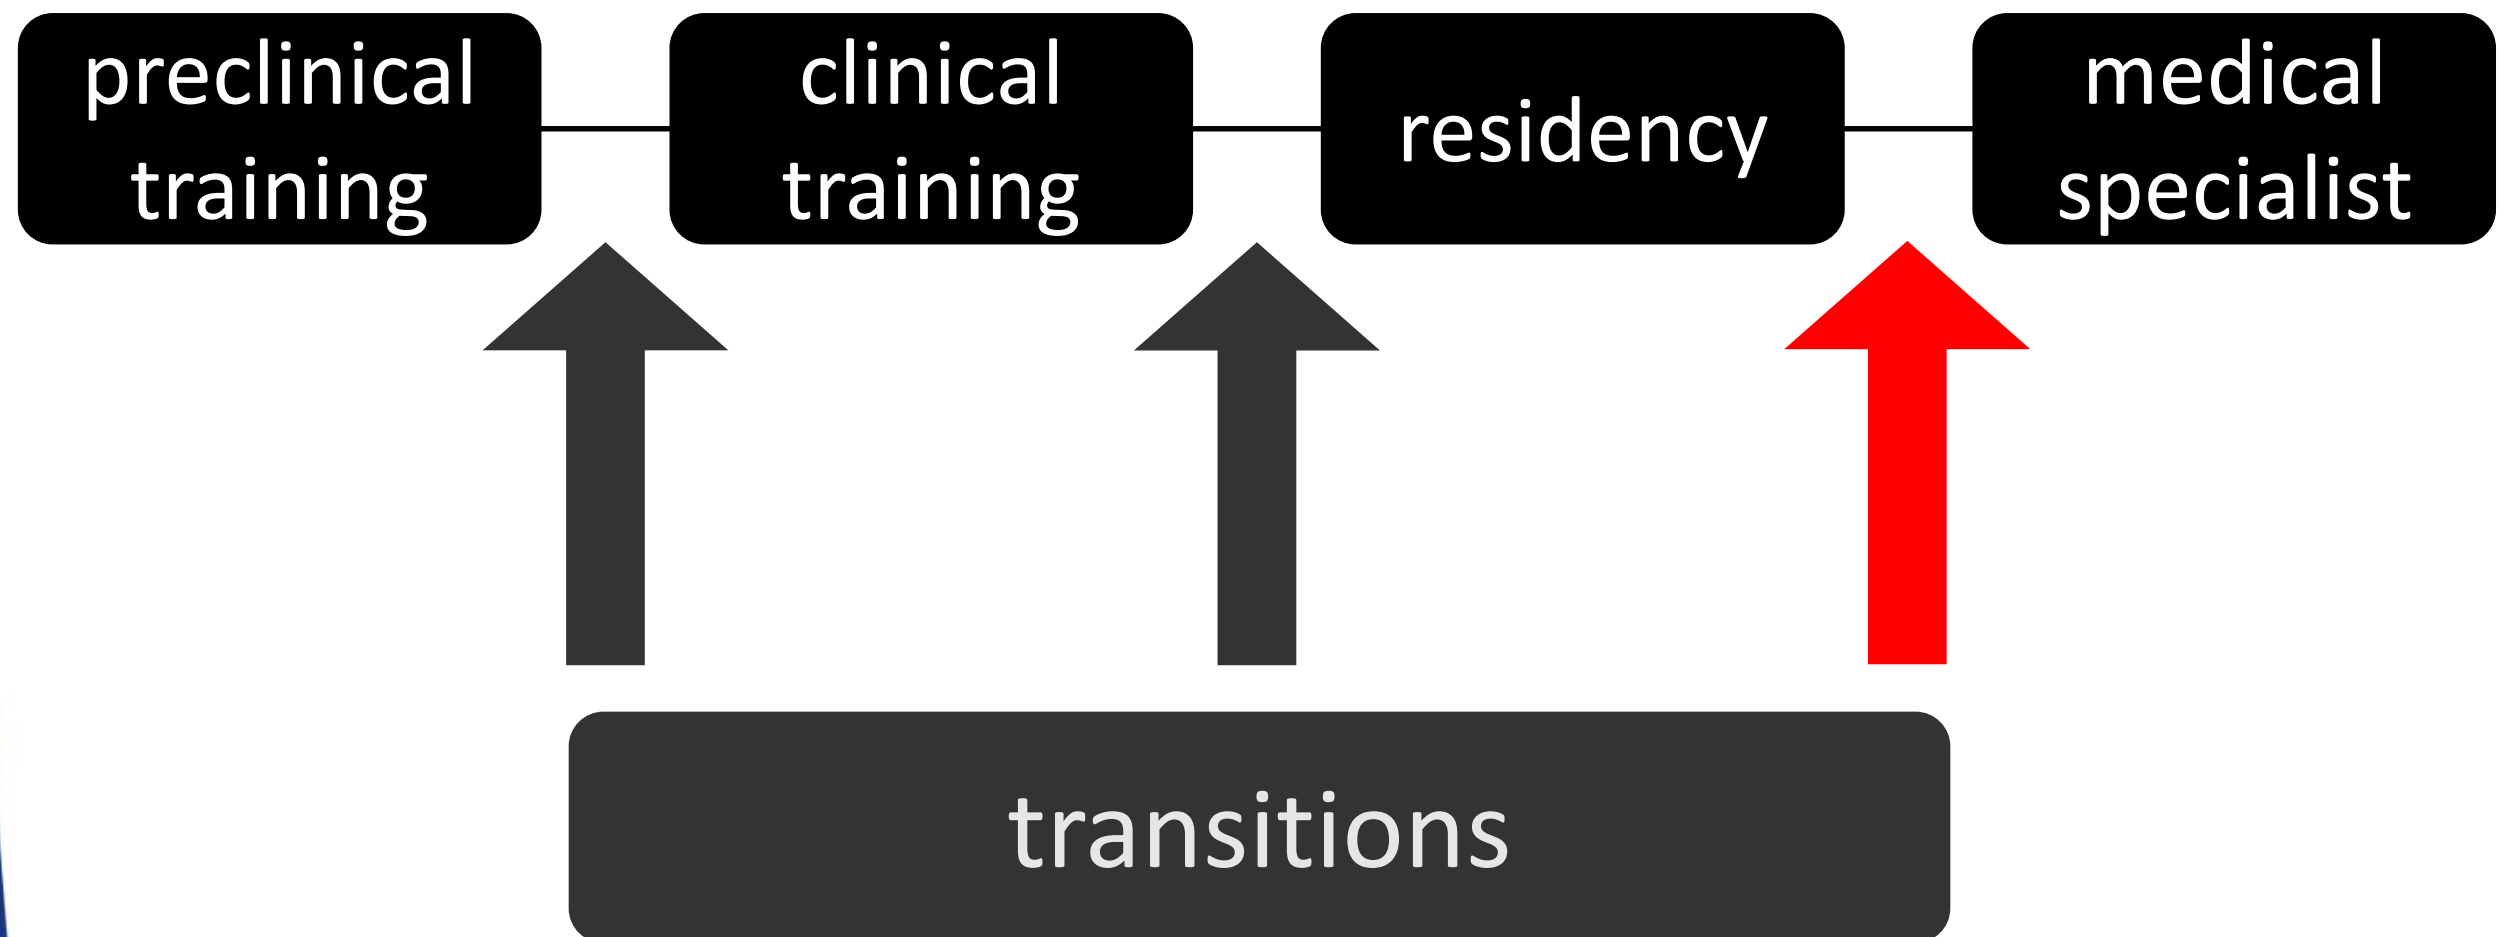 preclinical
training
clinical
training
residency
medical
specialist
transitions